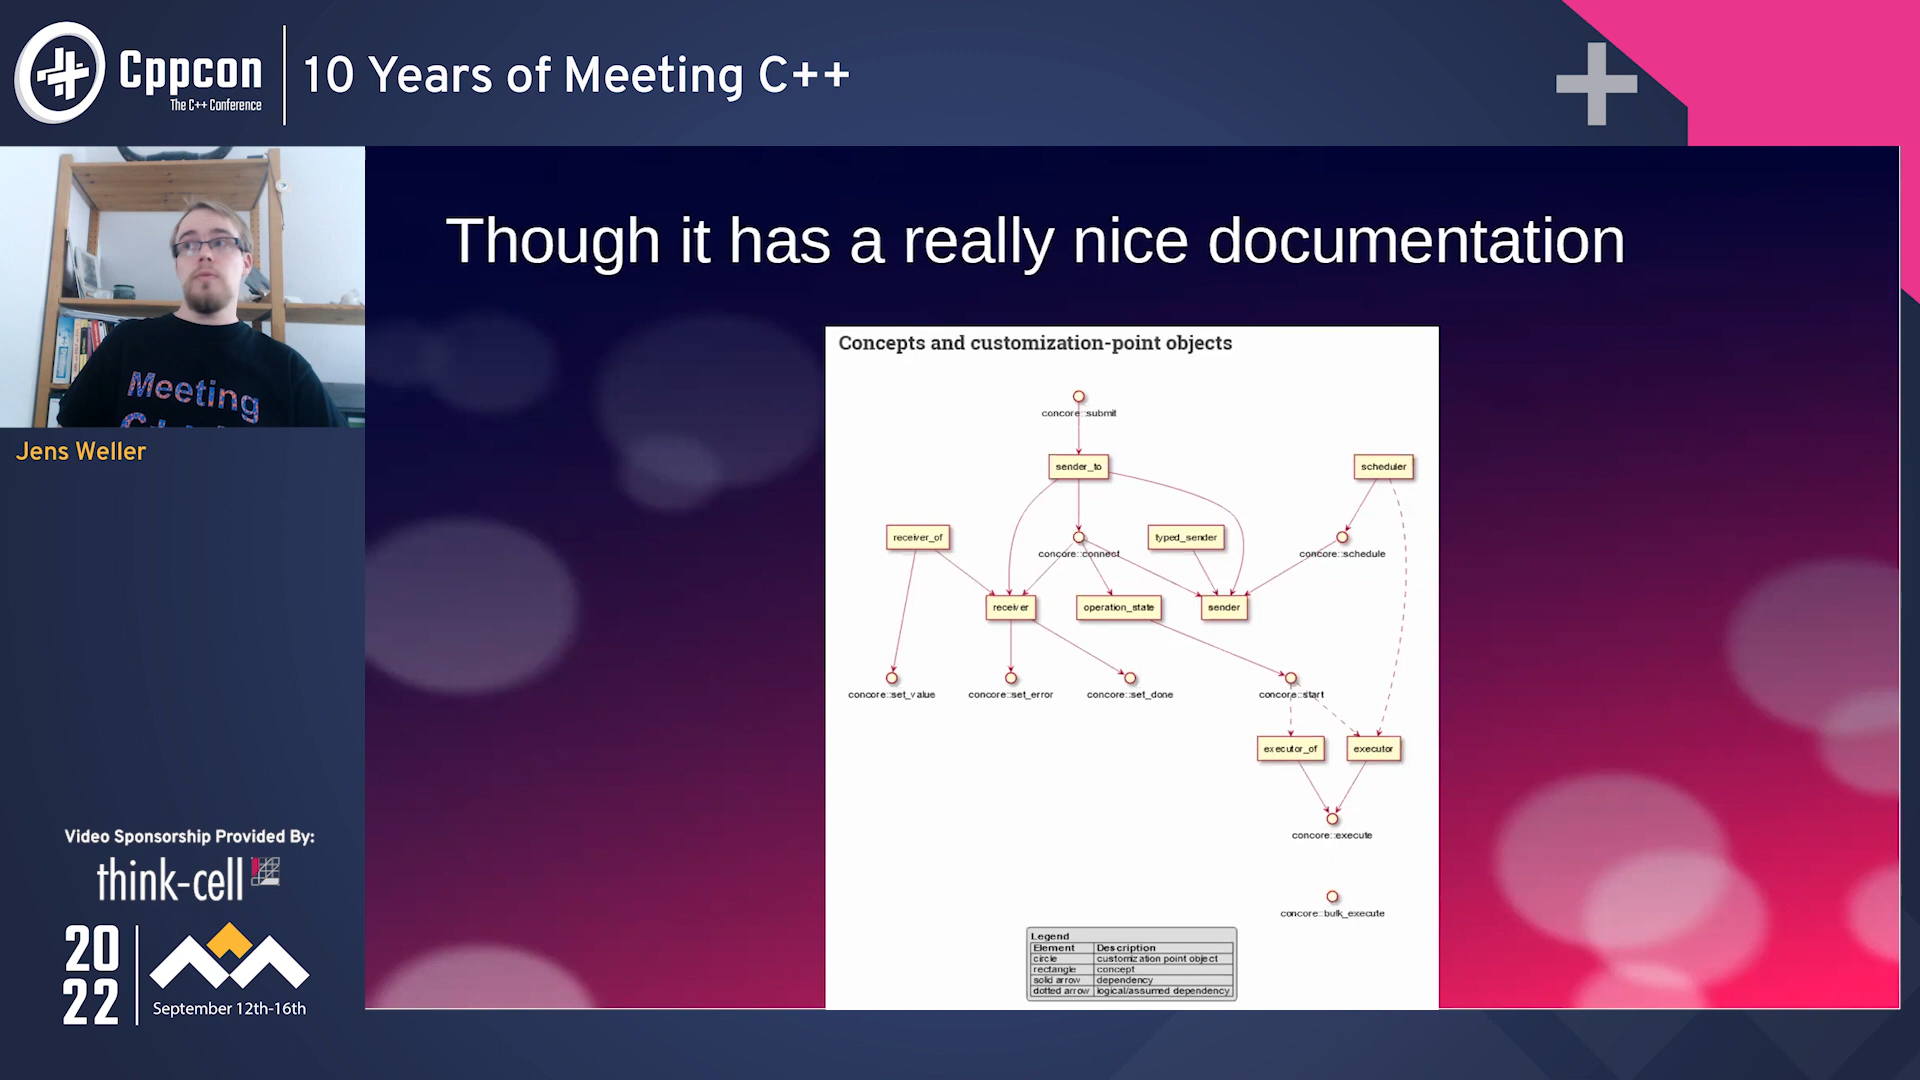 Cppcon
The C++ Conference
10 Years of Meeting C++
Meeting
Jens Weller
Though it has a really nice documentation
Concepts and customization-point objects
concore::submit
sender_to
scheduler
receiver_of
concore::connect
typed_sender
concore::schedule
receiver
operation_state
sender
concore::set_value
concore::set_error
concore::set_done
concore::start
executor_of
executor
concore::execute
concore::bulk_execute
Legend
Element Description
circle customization point object
rectangle concept
solid arrow dependency
dotted arrow logical/assumed dependency
Video Sponsorship Provided By:
think-cell
20
22
September 12th-16th